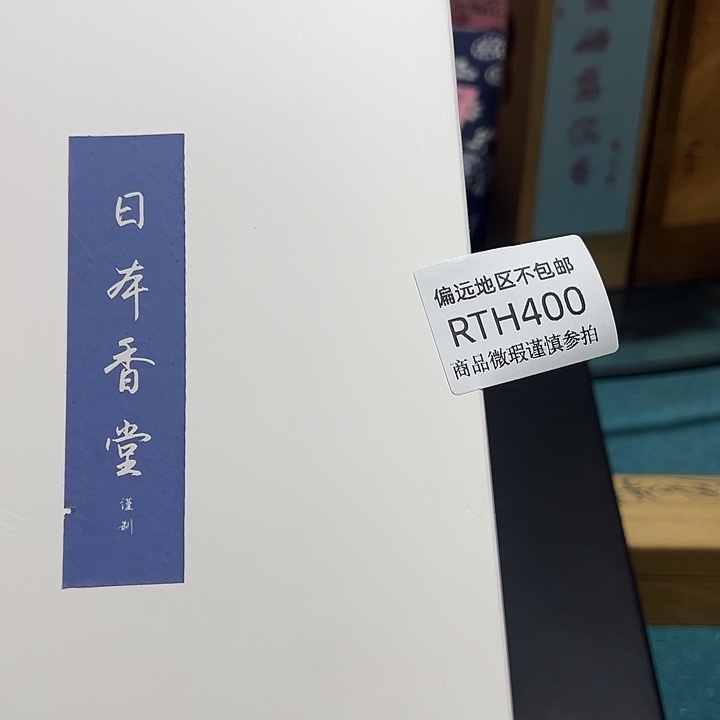 日本香堂
谨制
偏远地区不包邮
RTH400
商品微瑕谨慎参拍